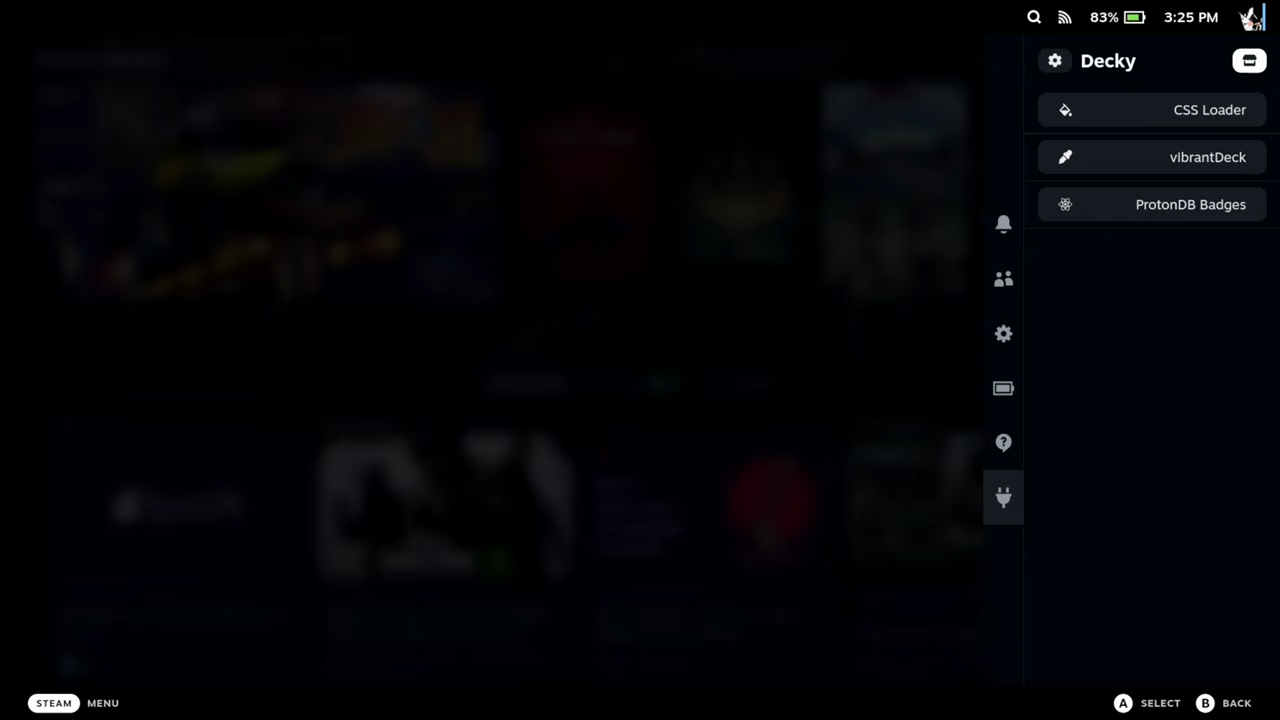 83% 3:25 PM
Decky
CSS Loader
vibrantDeck
ProtonDB Badges
STEAM MENU
A SELECT B BACK